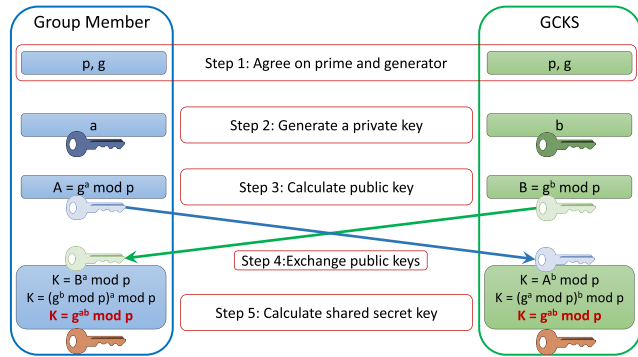 Group Member
GCKS
p, g
Step 1: Agree on prime and generator
p, g
a
Step 2: Generate a private key
b
A = gᵃ mod p
Step 3: Calculate public key
B = gᵇ mod p
Step 4:Exchange public keys
K = Bᵃ mod p
K = (gᵇ mod p)ᵃ mod p
K = gᵃᵇ mod p
Step 5: Calculate shared secret key
K = Aᵇ mod p
K = (gᵃ mod p)ᵇ mod p
K = gᵃᵇ mod p